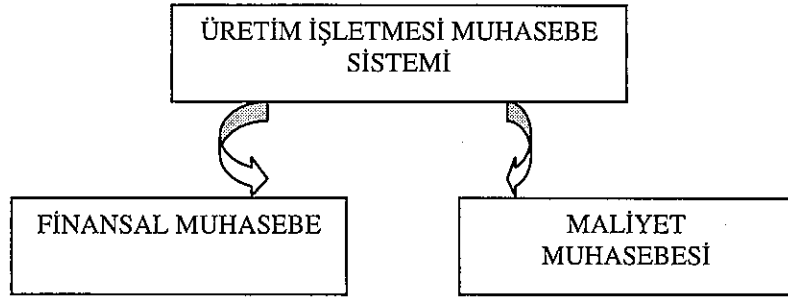 ÜRETİM İŞLETMESİ MUHASEBE
SİSTEMİ
FİNANSAL MUHASEBE
MALİYET
MUHASEBESİ